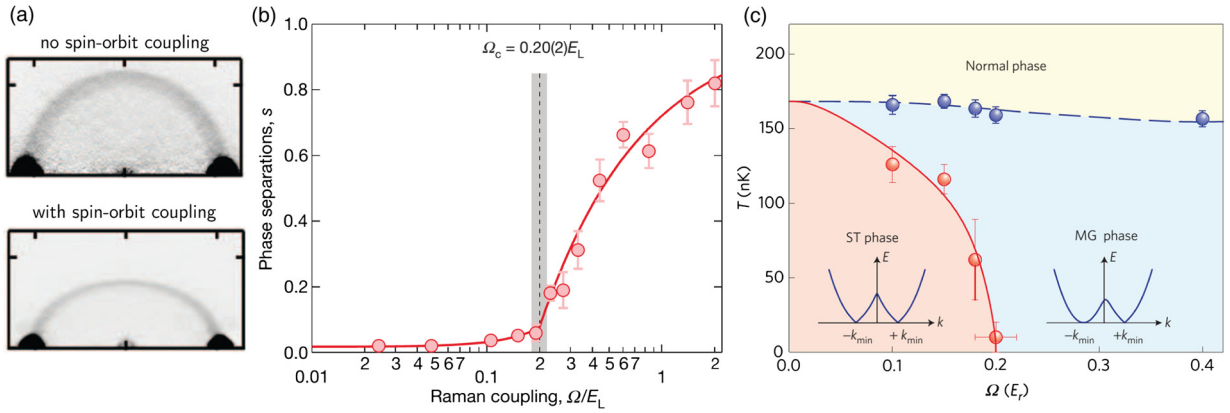 (a)
no spin-orbit coupling
with spin-orbit coupling
(b)
1.0
0.8
0.6
0.4
0.2
0.0
Phase separations, s
Ωc = 0.20(2)EL
0.01 2 3 4 5 6 7 0.1 2 3 4 5 6 7 1 2
Raman coupling, Ω/EL
(c)
200
150
100
50
0
T (nK)
Normal phase
ST phase
E
k
−kmin + kmin
MG phase
E
k
−kmin +kmin
0.0 0.1 0.2 0.3 0.4
Ω (Er)